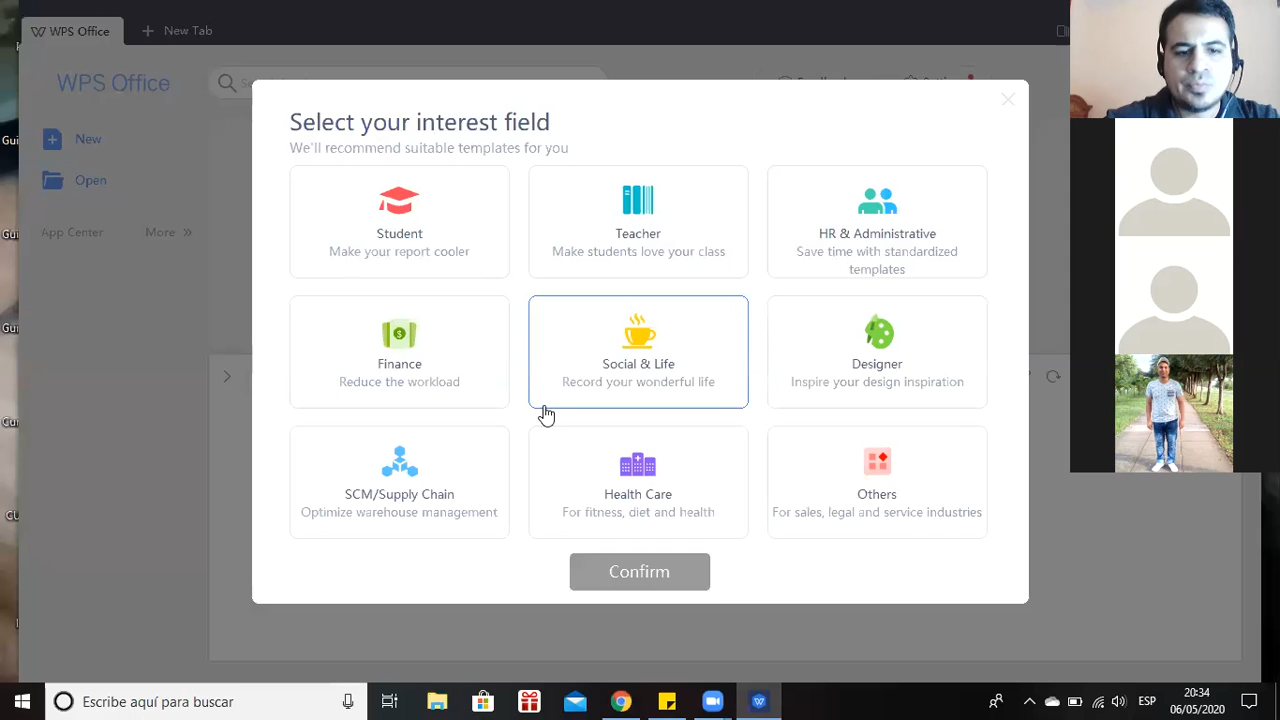 WPS Office
New Tab
WPS Office
New
Open
App Center
More »
Select your interest field
We'll recommend suitable templates for you
Student
Make your report cooler
Teacher
Make students love your class
HR & Administrative
Save time with standardized
templates
Finance
Reduce the workload
Social & Life
Record your wonderful life
Designer
Inspire your design inspiration
SCM/Supply Chain
Optimize warehouse management
Health Care
For fitness, diet and health
Others
For sales, legal and service industries
Confirm
Escribe aquí para buscar
ESP
20:34
06/05/2020